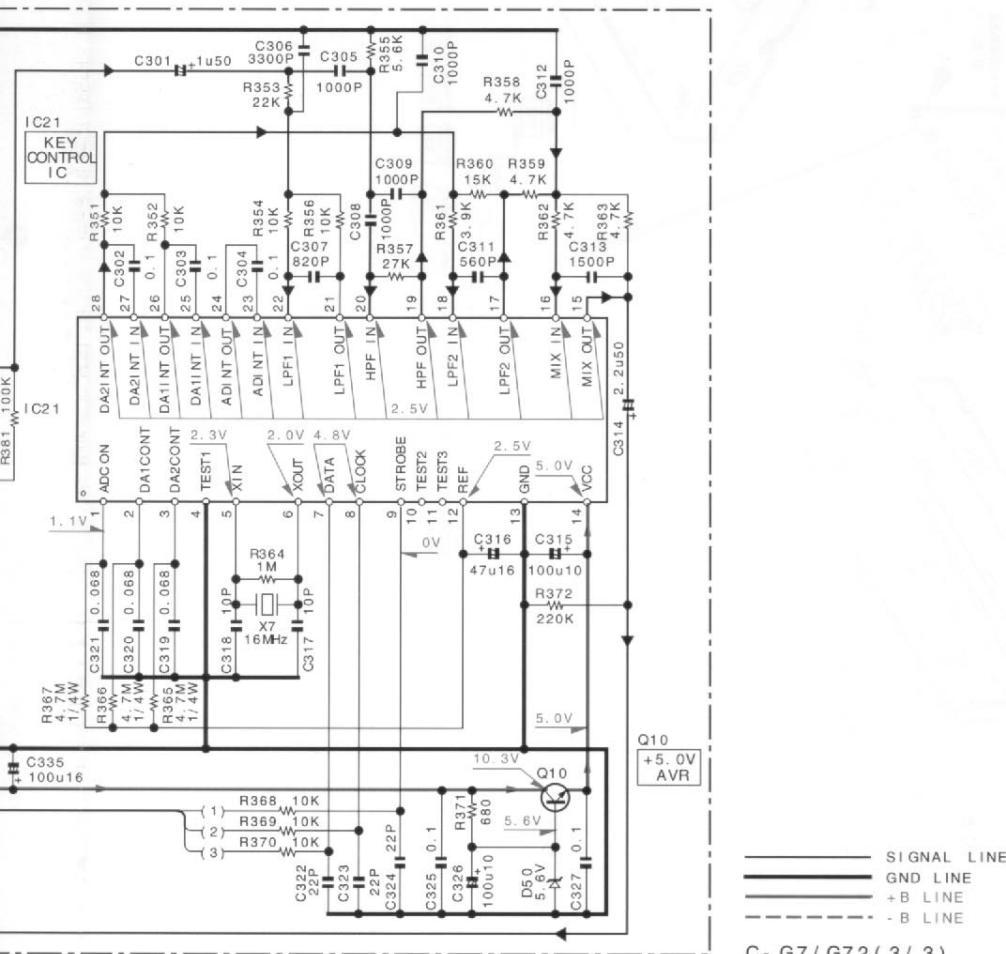 C306
3300P
C305
1000P
R355
5.6K
C310
1000P
C301 +1u50
R353
22K
R358
4.7K
C312
1000P
IC21
KEY
CONTROL
IC
C309
1000P
R360
15K
R359
4.7K
R351
10K
R352
10K
R354
10K
R356
10K
C308
1000P
R361
3.9K
R362
4.7K
R363
4.7K
C302
0.1
C303
0.1
C304
0.1
C307
820P
R357
27K
C311
560P
C313
1500P
28
27
26
25
24
23
22
21
20
19
18
17
16
15
DA2INT OUT
DA2INT IN
DA1INT OUT
DA1INT IN
ADINT OUT
ADINT IN
LPF1 IN
LPF1 OUT
HPF IN
HPF OUT
LPF2 IN
LPF2 OUT
MIX IN
MIX OUT
2.5V
R381 100K
IC21
C314 2.2u50 +
2.3V
2.0V
4.8V
2.5V
5.0V
ADCON
DA1CONT
DA2CONT
TEST1
XIN
XOUT
DATA
CLOCK
STROBE
TEST2
TEST3
REF
GND
VCC
1
2
3
4
5
6
7
8
9
10
11
12
13
14
1.1V
0V
C316
+
47u16
C315
+
100u10
R364
1M
X7
16MHz
R372
220K
C321 0.068
C320 0.068
C319 0.068
C318 10P
C317 10P
R367
4.7M
1/4W
R366
4.7M
1/4W
R365
4.7M
1/4W
5.0V
Q10
+5.0V
AVR
C335
+ 100u16
10.3V
Q10
(1) R368 10K
(2) R369 10K
(3) R370 10K
R371
680
5.6V
C322
22P
C323
22P
C324
22P
C325
0.1
C326
+
100u10
D50
5.6V
C327
0.1
SIGNAL LINE
GND LINE
+B LINE
-B LINE
C-G7/G72(3/3)